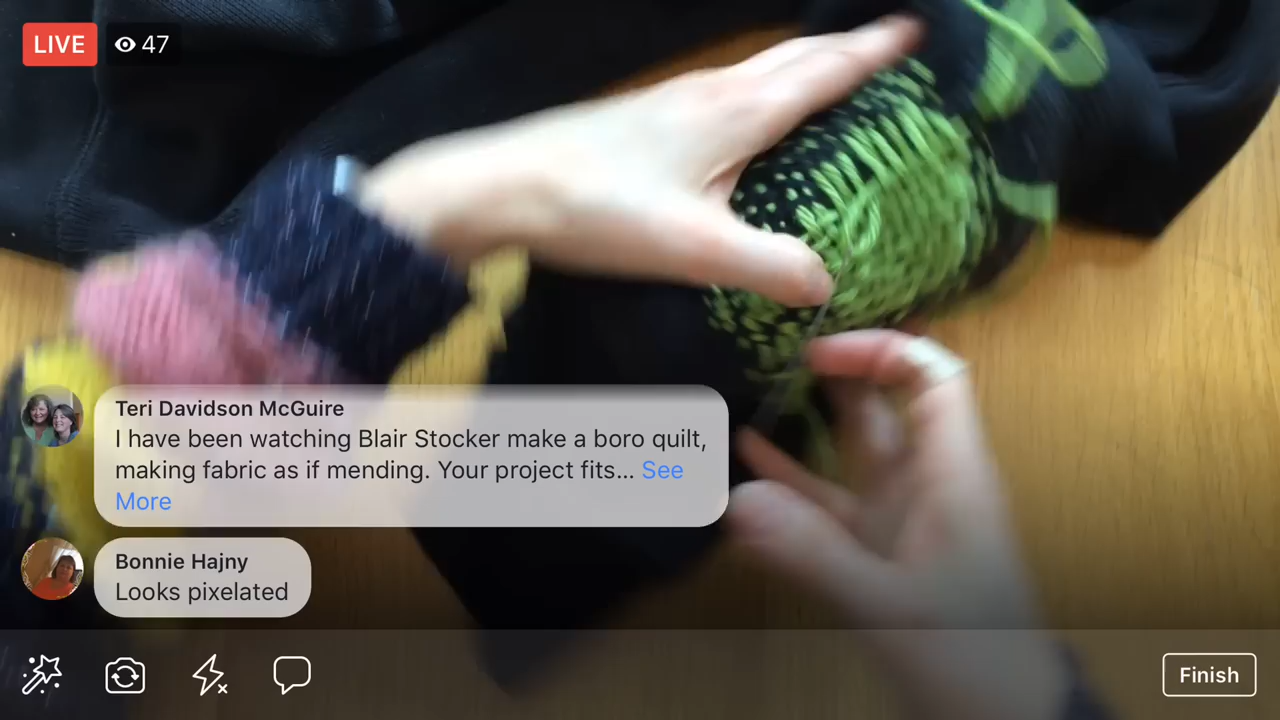 LIVE 47
Teri Davidson McGuire
I have been watching Blair Stocker make a boro quilt,
making fabric as if mending. Your project fits... See
More
Bonnie Hajny
Looks pixelated
Finish